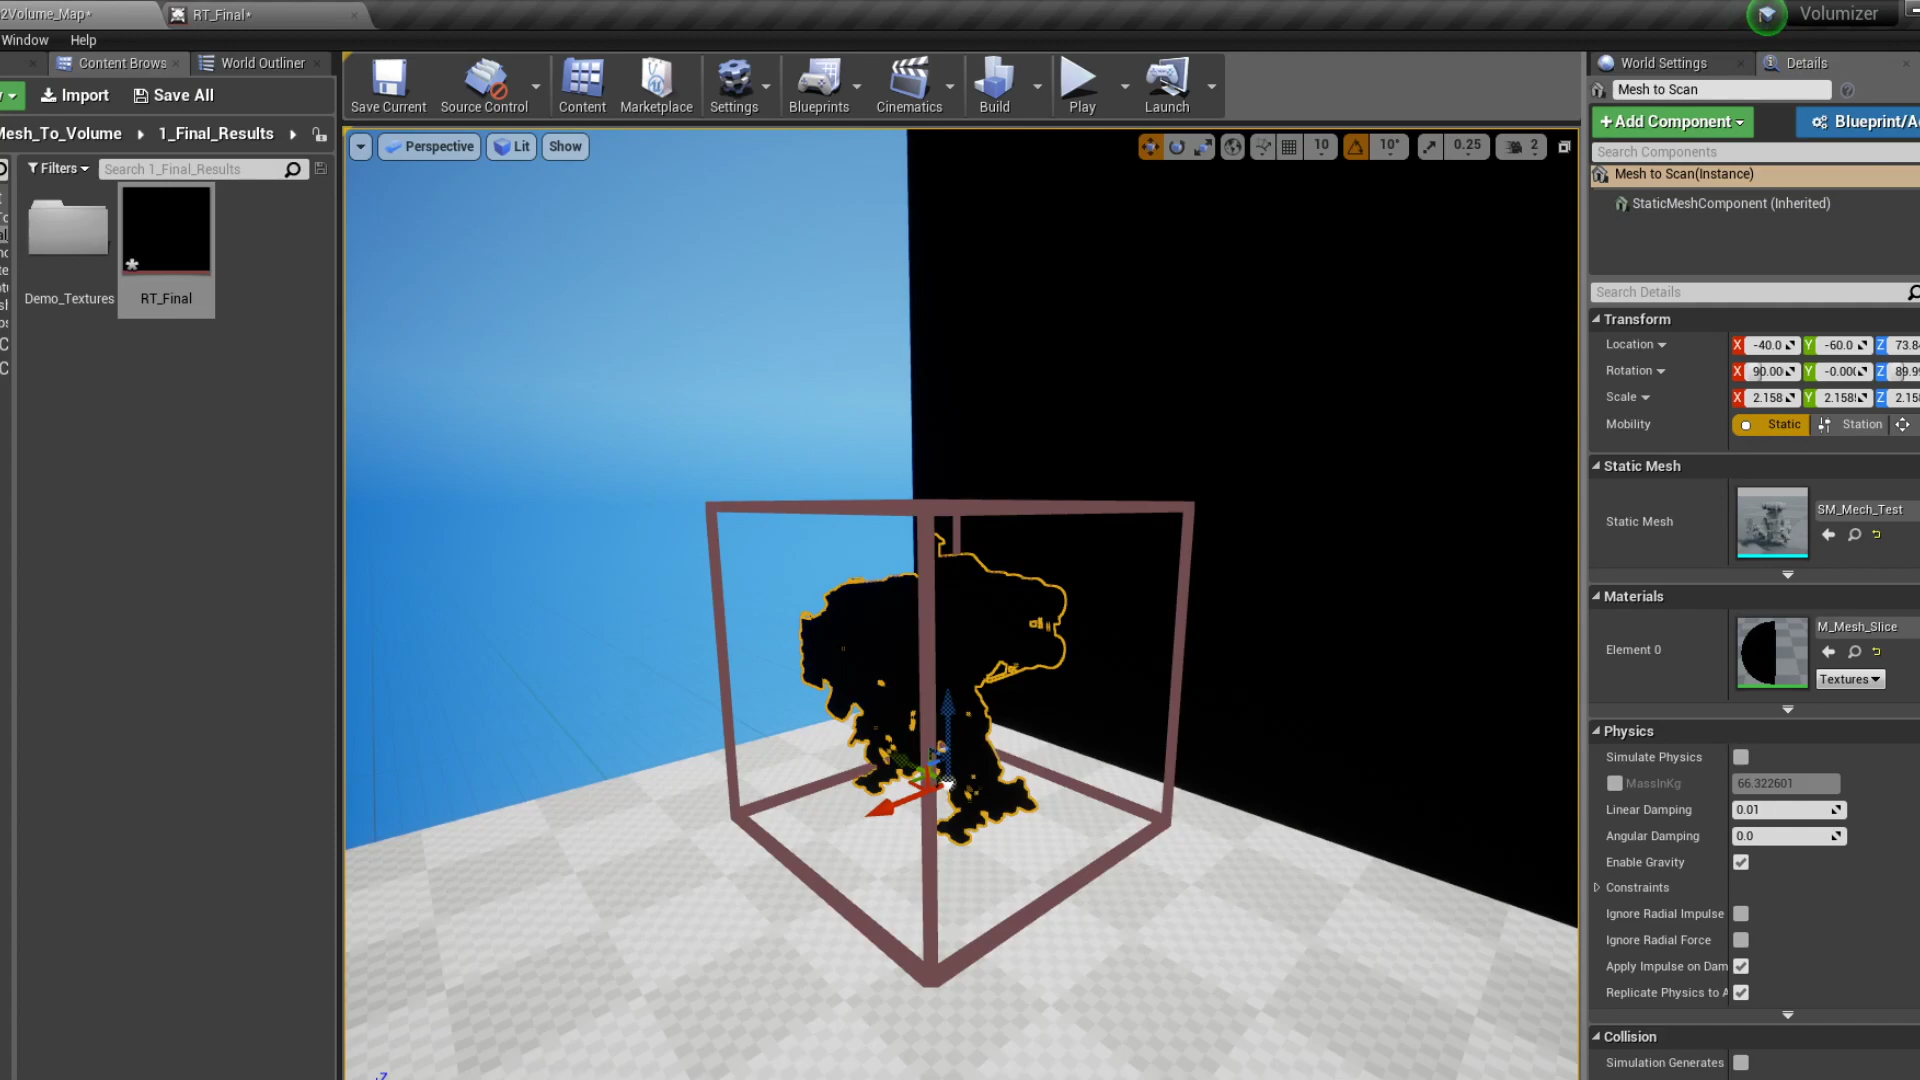 2Volume_Map*
RT_Final*
Volumizer
Window Help
Content Brows
World Outliner
Import
Save All
Mesh_To_Volume
1_Final_Results
Filters
Search 1_Final_Results
Demo_Textures
RT_Final
Save Current
Source Control
Content
Marketplace
Settings
Blueprints
Cinematics
Build
Play
Launch
Perspective
Lit
Show
10
10°
0.25
2
World Settings
Details
Mesh to Scan
+Add Component
Blueprint/A
Search Components
Mesh to Scan(Instance)
StaticMeshComponent (Inherited)
Search Details
Transform
Location X -40.0 Y -60.0 Z 73.8
Rotation X 90.00 Y -0.00 Z 89.9
Scale X 2.158 Y 2.158 Z 2.15
Mobility Static Station
Static Mesh
Static Mesh
SM_Mech_Test
Materials
Element 0
M_Mesh_Slice
Textures
Physics
Simulate Physics
MassInKg 66.322601
Linear Damping 0.01
Angular Damping 0.0
Enable Gravity
Constraints
Ignore Radial Impulse
Ignore Radial Force
Apply Impulse on Dam
Replicate Physics to A
Collision
Simulation Generates
Z